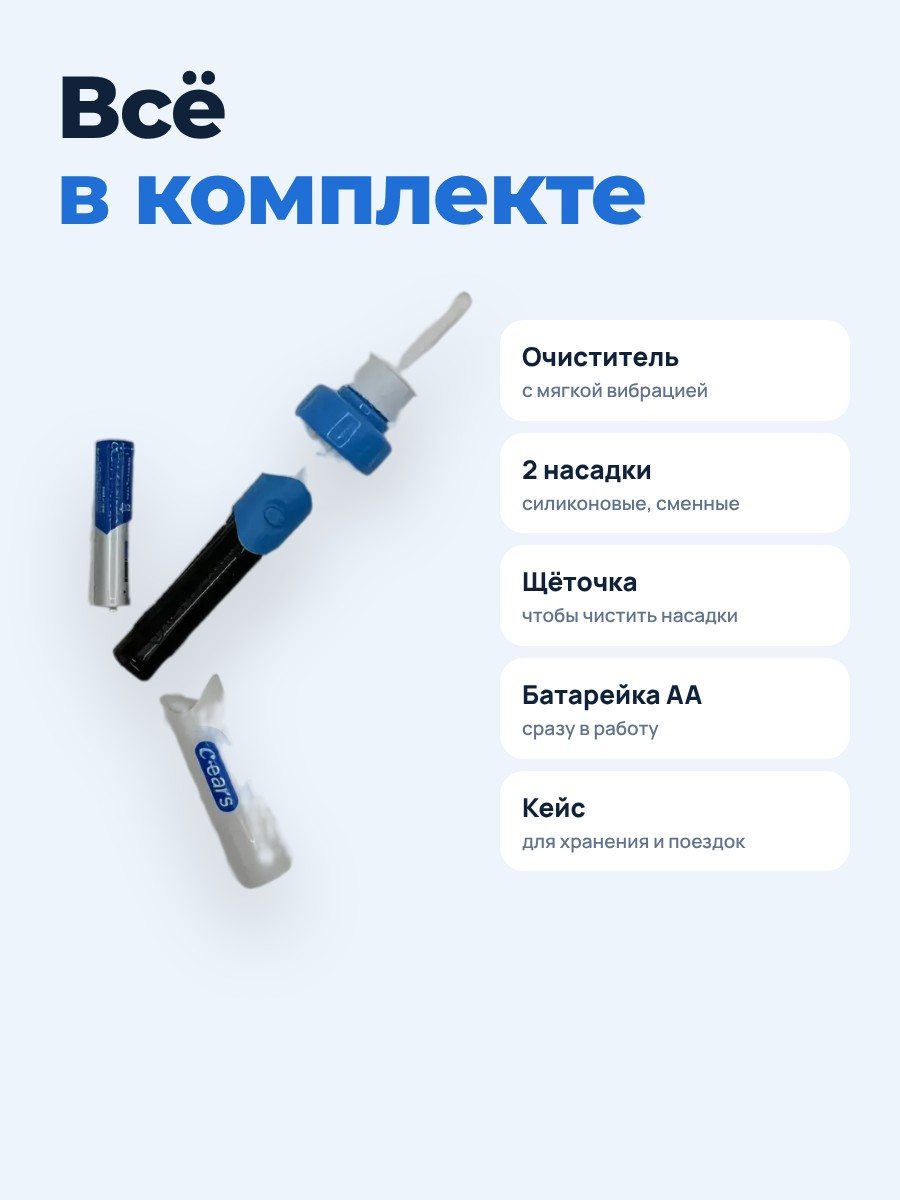 Всё
в комплекте
Очиститель
с мягкой вибрацией
2 насадки
силиконовые, сменные
Щёточка
чтобы чистить насадки
Батарейка АА
сразу в работу
Кейс
для хранения и поездок
C·ears